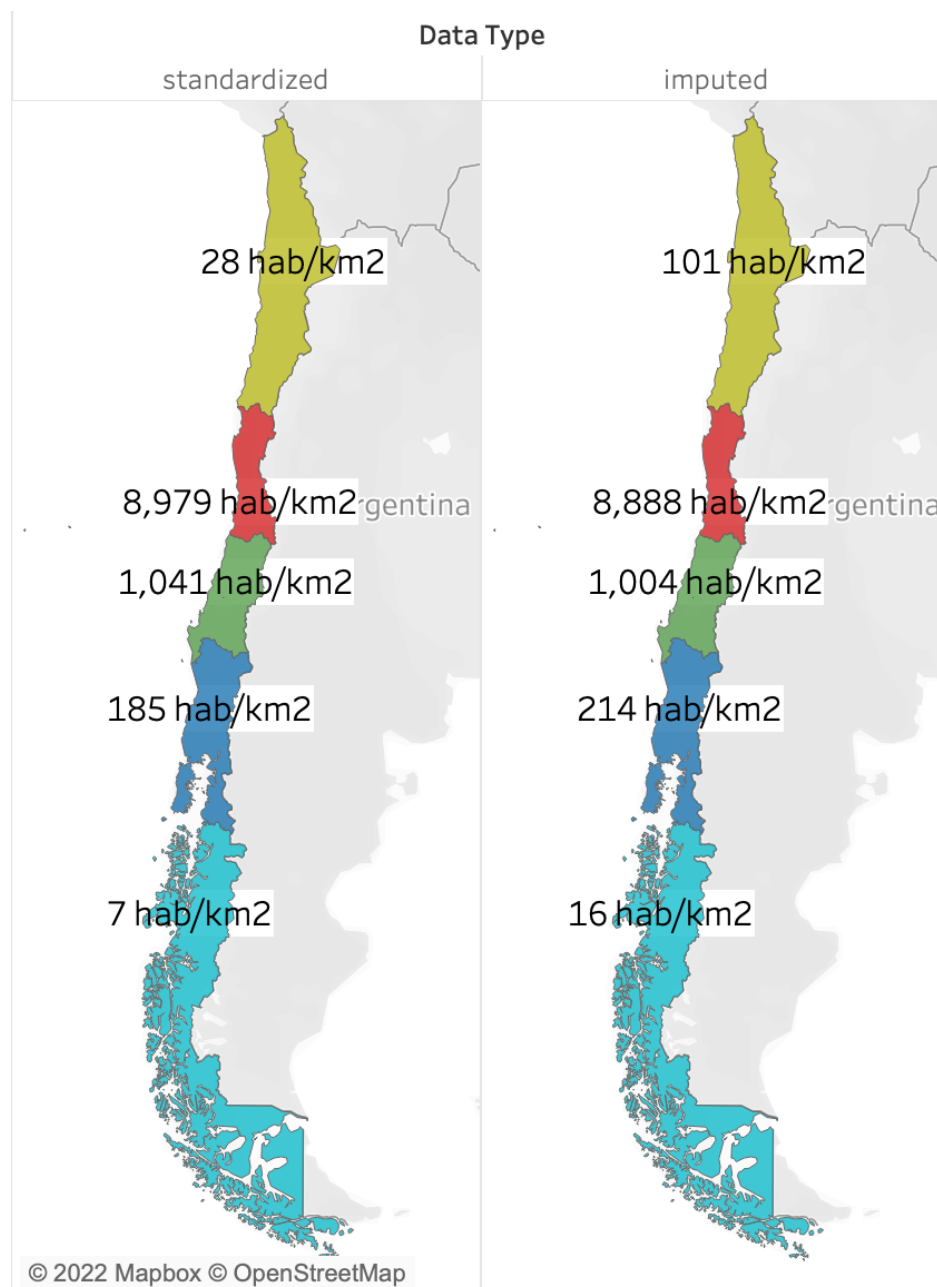 Data Type
standardized
imputed
28 hab/km2
101 hab/km2
8,979 hab/km2
rgentina
8,888 hab/km2
rgentina
1,041 hab/km2
1,004 hab/km2
185 hab/km2
214 hab/km2
7 hab/km2
16 hab/km2
© 2022 Mapbox © OpenStreetMap